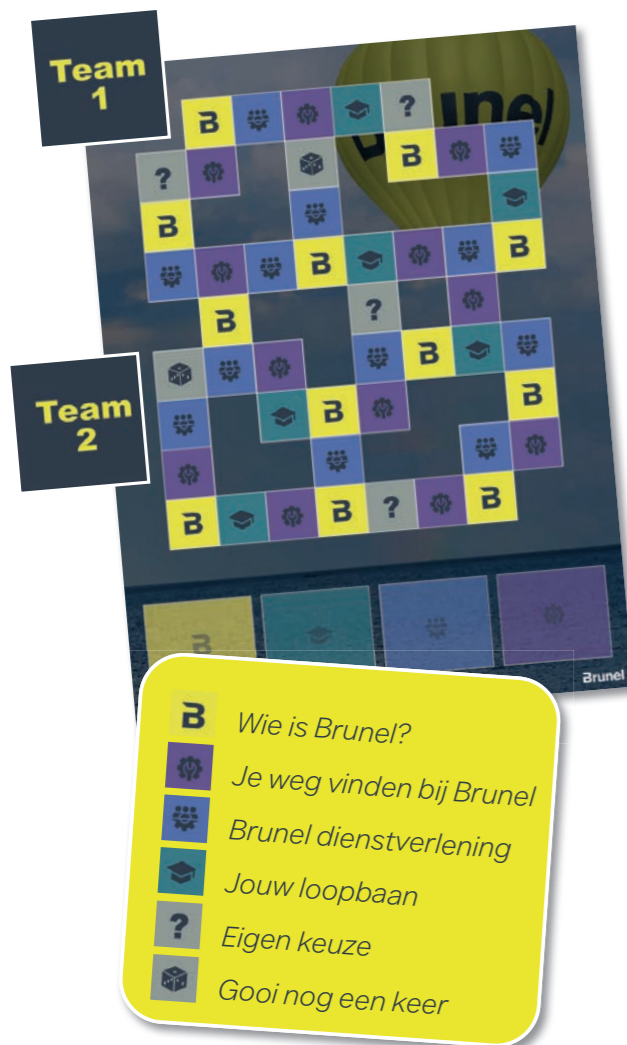 Team
1
Team
2
Brunel
B Wie is Brunel?
Je weg vinden bij Brunel
Brunel dienstverlening
Jouw loopbaan
? Eigen keuze
Gooi nog een keer